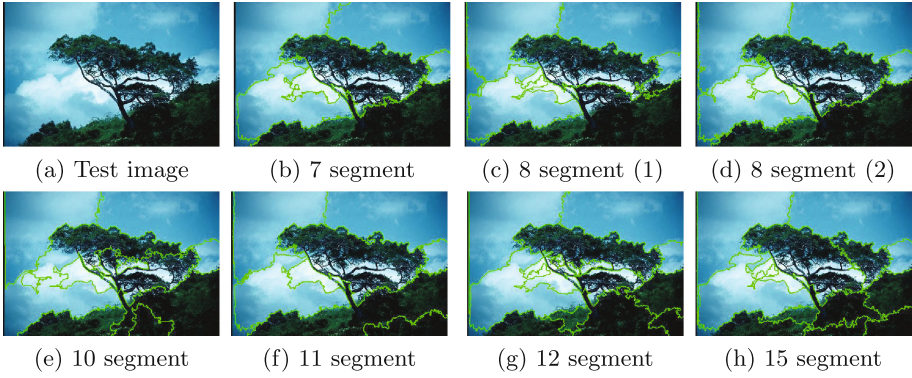 (a) Test image
(b) 7 segment
(c) 8 segment (1)
(d) 8 segment (2)
(e) 10 segment
(f) 11 segment
(g) 12 segment
(h) 15 segment